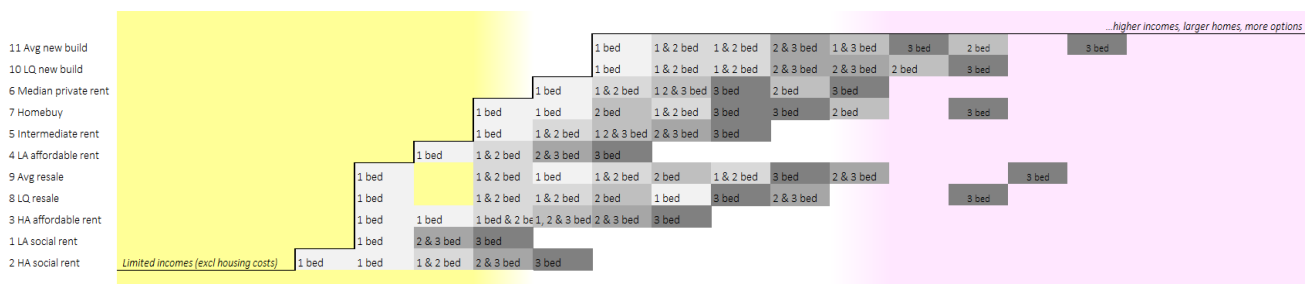 ...higher incomes, larger homes, more options
11 Avg new build 1 bed 1 & 2 bed 1 & 2 bed 2 & 3 bed 1 & 3 bed 3 bed 2 bed 3 bed
10 LQ new build 1 bed 1 & 2 bed 1 & 2 bed 2 & 3 bed 2 & 3 bed 2 bed 3 bed
6 Median private rent 1 bed 1 & 2 bed 1 2 & 3 bed 3 bed 2 bed 3 bed
7 Homebuy 1 bed 1 bed 2 bed 1 & 2 bed 3 bed 3 bed 2 bed 3 bed
5 Intermediate rent 1 bed 1 & 2 bed 1 2 & 3 bed 2 & 3 bed 3 bed
4 LA affordable rent 1 bed 1 & 2 bed 2 & 3 bed 3 bed
9 Avg resale 1 bed 1 & 2 bed 1 bed 1 & 2 bed 2 bed 1 & 2 bed 3 bed 2 & 3 bed 3 bed
8 LQ resale 1 bed 1 & 2 bed 1 & 2 bed 2 bed 1 bed 3 bed 2 & 3 bed 3 bed
3 HA affordable rent 1 bed 1 bed 1 bed & 2 be 1, 2 & 3 bed 2 & 3 bed 3 bed
1 LA social rent 1 bed 2 & 3 bed 3 bed
2 HA social rent Limited incomes (excl housing costs) 1 bed 1 bed 1 & 2 bed 2 & 3 bed 3 bed